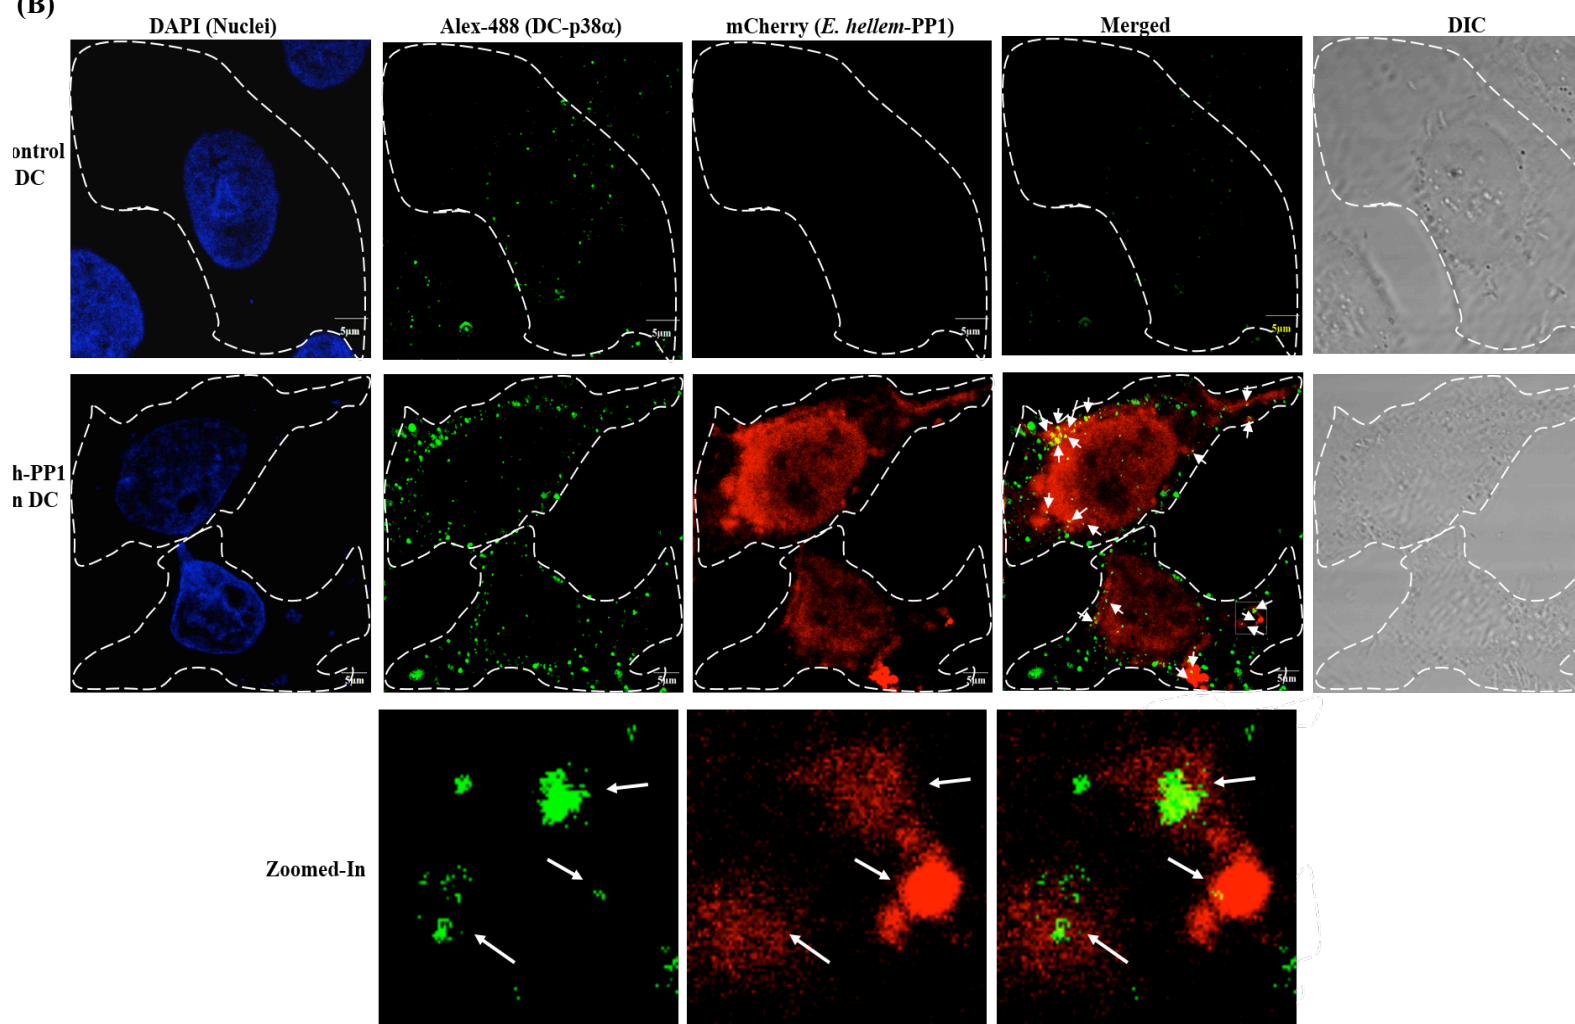 (B)
DAPI (Nuclei) Alex-488 (DC-p38α) mCherry (E. hellem-PP1) Merged DIC
ontrol
DC
5μm 5μm 5μm 5μm
h-PP1
n DC
5μm 5μm 5μm 5μm
Zoomed-In